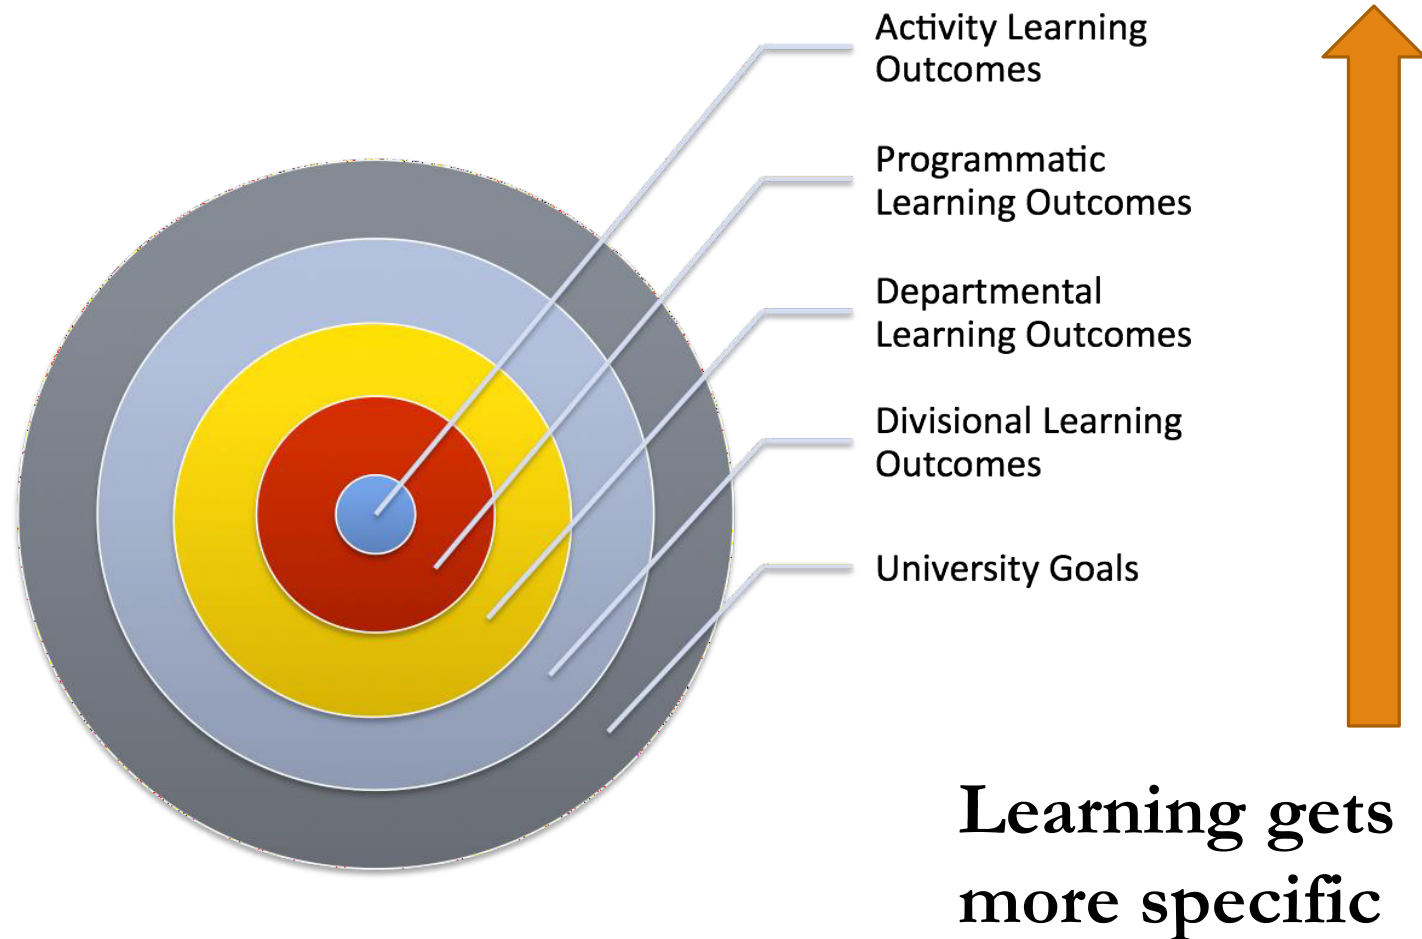 Activity Learning
Outcomes
Programmatic
Learning Outcomes
Departmental
Learning Outcomes
Divisional Learning
Outcomes
University Goals
Learning gets
more specific